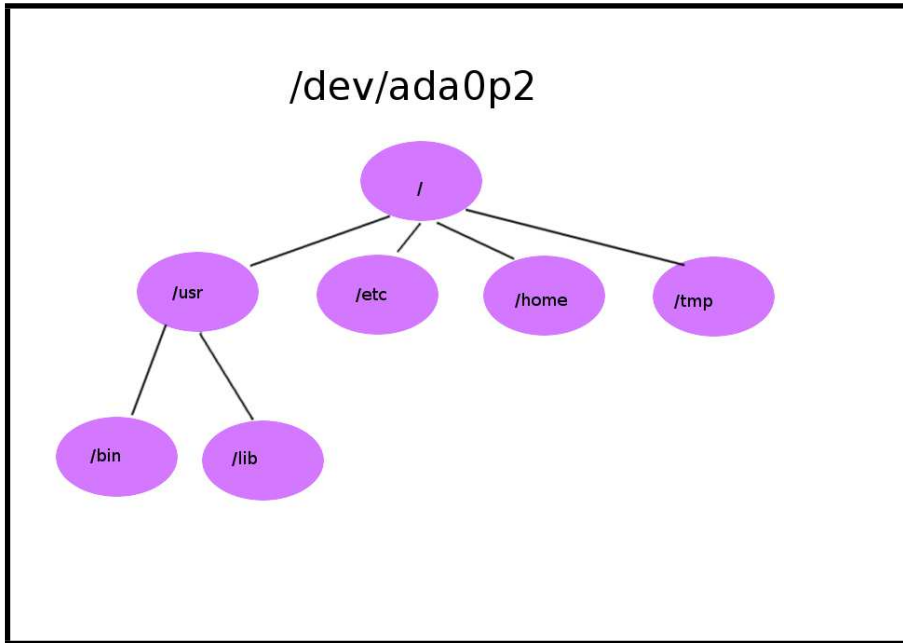 /dev/ada0p2
/
/usr
/etc
/home
/tmp
/bin
/lib